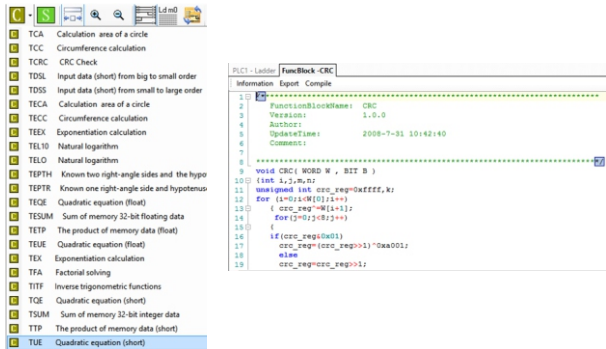 C S Ld m0
TCA Calculation area of a circle
TCC Circumference calculation
TCRC CRC Check
TDSL Input data (short) from big to small order
TDSS Input data (short) from small to large order
TECA Calculation area of a circle
TECC Circumference calculation
TEEX Exponentiation calculation
TEL10 Natural logarithm
TELO Natural logarithm
TEPTH Known two right-angle sides and the hypo
TEPTR Known one right-angle side and hypotenus
TEQE Quadratic equation (float)
TESUM Sum of memory 32-bit floating data
TETP The product of memory data (float)
TEUE Quadratic equation (float)
TEX Exponentiation calculation
TFA Factorial solving
TITF Inverse trigonometric functions
TQE Quadratic equation (short)
TSUM Sum of memory 32-bit integer data
TTP The product of memory data (short)
TUE Quadratic equation (short)
PLC1 - Ladder FuncBlock -CRC
Information Export Compile
1 /*****************************************************************
2 FunctionBlockName: CRC
3 Version: 1.0.0
4 Author:
5 UpdateTime: 2008-7-31 10:42:40
6 Comment:
7
8 *****************************************************************/
9 void CRC( WORD W , BIT B )
10 {int i,j,m,n;
11 unsigned int crc_reg=0xffff,k;
12 for (i=0;i<W[0];i++)
13 { crc_reg^=W[i+1];
14 for(j=0;j<8;j++)
15 {
16 if(crc_reg&0x01)
17 crc_reg=(crc_reg>>1)^0xa001;
18 else
19 crc_reg=crc_reg>>1;